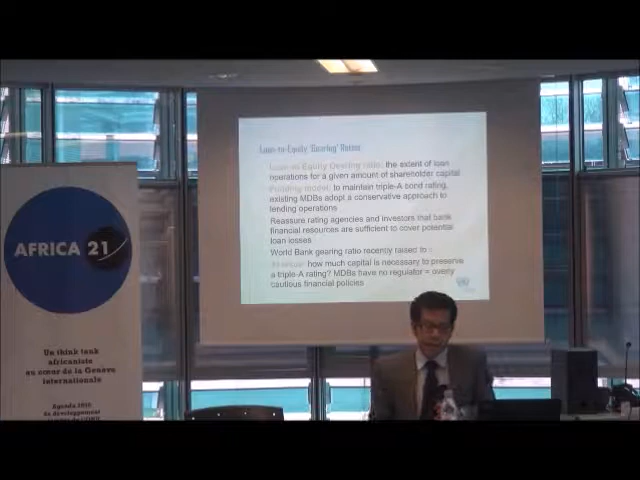 AFRICA 21
Un think tank
africaniste
au cœur de la Genève
internationale
Agenda 2030
de développement
Loan-to-Equity 'Gearing' Ratios
Loan-to-Equity Gearing ratio: the extent of loan
operations for a given amount of shareholder capital
Funding model: to maintain triple-A bond rating,
existing MDBs adopt a conservative approach to
lending operations
Reassure rating agencies and investors that bank
financial resources are sufficient to cover potential
loan losses
World Bank gearing ratio recently raised to
how much capital is necessary to preserve
a triple-A rating? MDBs have no regulator = overly
cautious financial policies